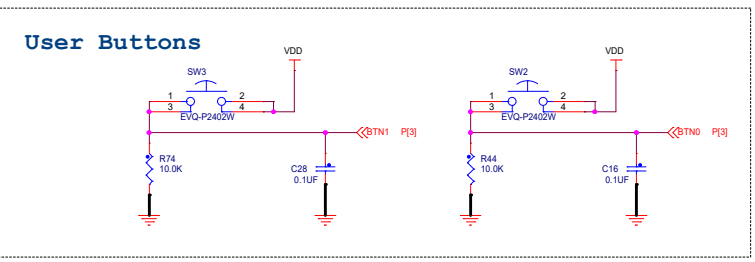 User Buttons
VDD
VDD
SW3
SW2
1
2
3
4
EVQ-P2402W
1
2
3
4
EVQ-P2402W
BTN1 P[3]
BTN0 P[3]
R74
10.0K
C28
0.1UF
R44
10.0K
C16
0.1UF